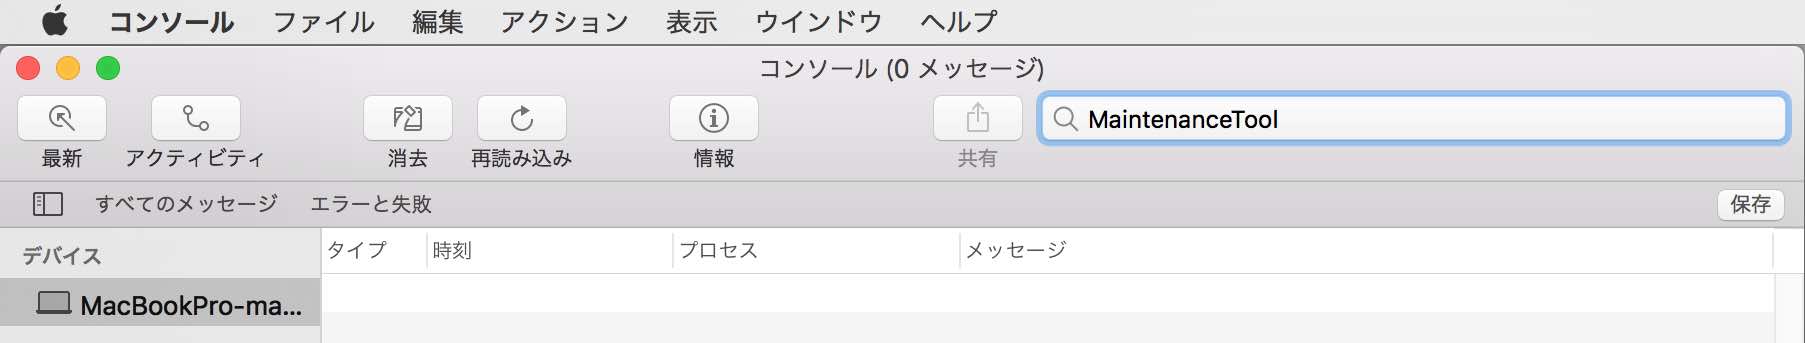 コンソール ファイル 編集 アクション 表示 ウインドウ ヘルプ
コンソール (0 メッセージ)
MaintenanceTool
最新 アクティビティ 消去 再読み込み 情報 共有
すべてのメッセージ エラーと失敗 保存
デバイス タイプ 時刻 プロセス メッセージ
MacBookPro-ma...